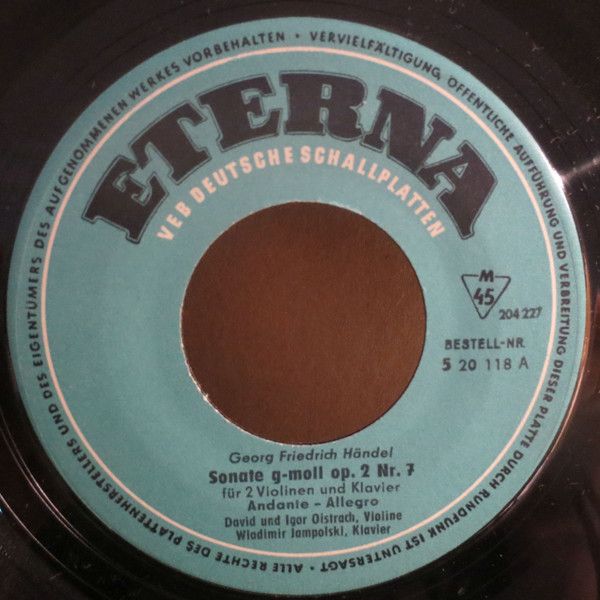 ETERNA
VEB DEUTSCHE SCHALLPLATTEN
M
45
204 227
BESTELL-NR.
5 20 118 A
Georg Friedrich Händel
Sonate g-moll op. 2 Nr. 7
für 2 Violinen und Klavier
Andante – Allegro
David und Igor Oistrach, Violine
Wladimir Jampolski, Klavier
ALLE RECHTE DES PLATTENHERSTELLERS UND DES EIGENTÜMERS DES AUFGENOMMENEN WERKES VORBEHALTEN • VERVIELFÄLTIGUNG, ÖFFENTLICHE AUFFÜHRUNG UND VERBREITUNG DIESER PLATTE DURCH RUNDFUNK IST UNTERSAGT •